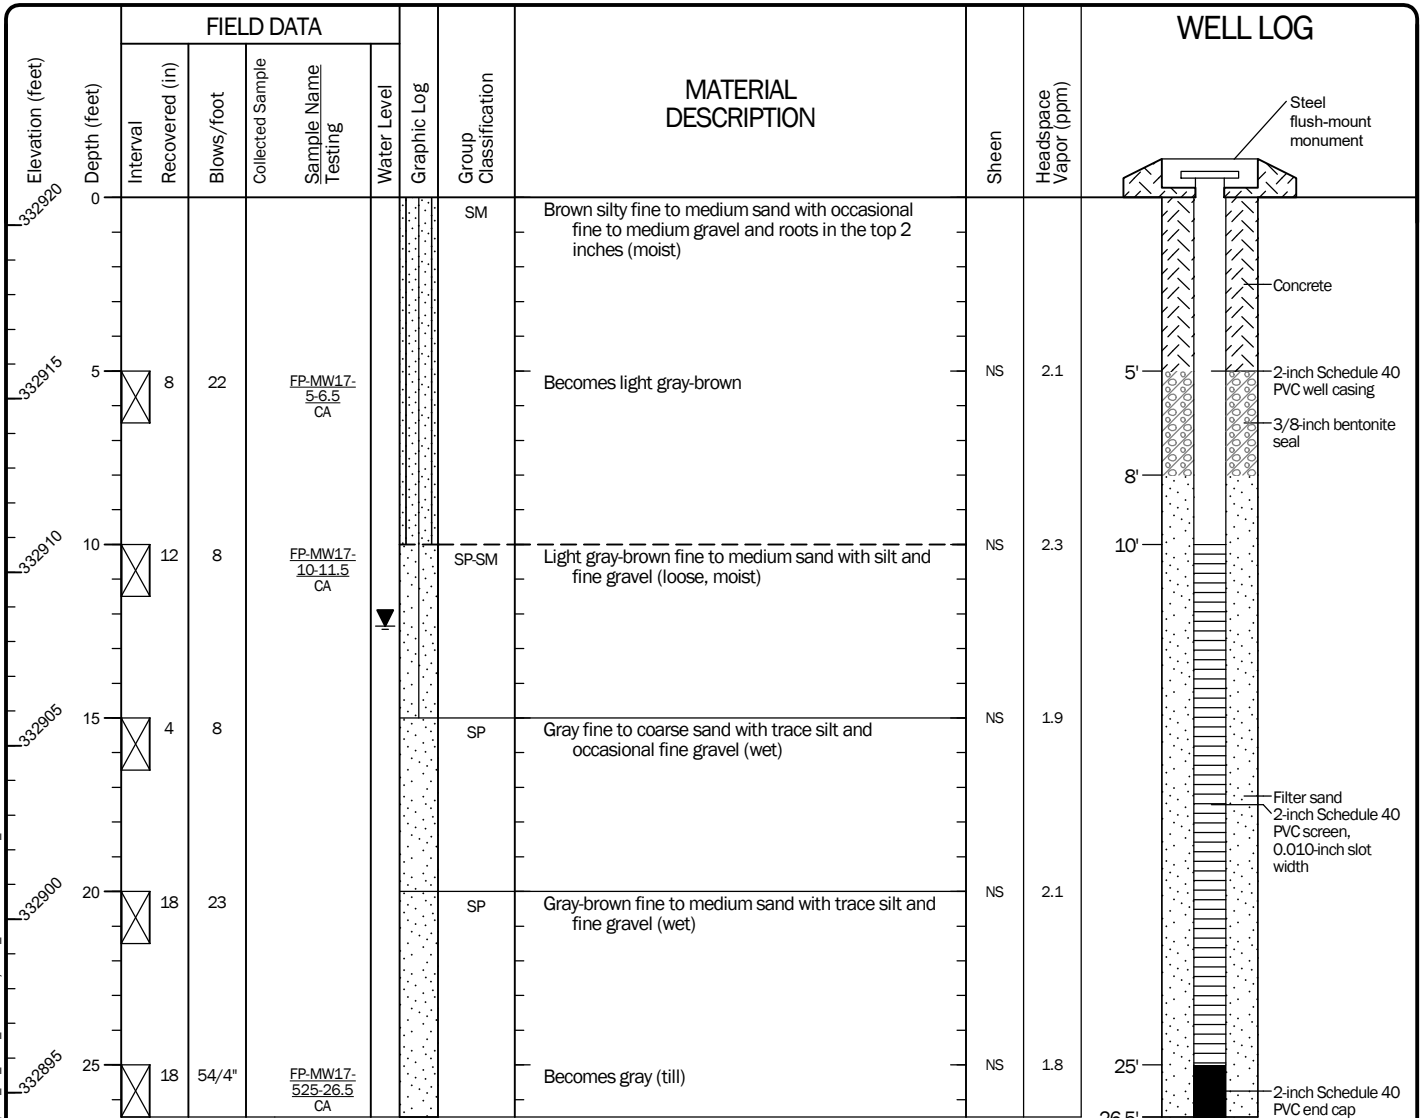 FIELD DATA
WELL LOG
Elevation (feet)
Depth (feet)
Interval
Recovered (in)
Blows/foot
Collected Sample
Sample Name
Testing
Water Level
Graphic Log
Group
Classification
MATERIAL
DESCRIPTION
Sheen
Headspace
Vapor (ppm)
Steel
flush-mount
monument
332920
0
SM
Brown silty fine to medium sand with occasional
fine to medium gravel and roots in the top 2
inches (moist)
Concrete
332915
5
8
22
FP-MW17-
5-6.5
CA
Becomes light gray-brown
NS
2.1
5'
2-inch Schedule 40
PVC well casing
3/8-inch bentonite
seal
8'
332910
10
12
8
FP-MW17-
10-11.5
CA
SP-SM
Light gray-brown fine to medium sand with silt and
fine gravel (loose, moist)
NS
2.3
10'
332905
15
4
8
SP
Gray fine to coarse sand with trace silt and
occasional fine gravel (wet)
NS
1.9
Filter sand
2-inch Schedule 40
PVC screen,
0.010-inch slot
width
332900
20
18
23
SP
Gray-brown fine to medium sand with trace silt and
fine gravel (wet)
NS
2.1
332895
25
18
54/4"
FP-MW17-
525-26.5
CA
Becomes gray (till)
NS
1.8
25'
2-inch Schedule 40
PVC end cap
26.5'